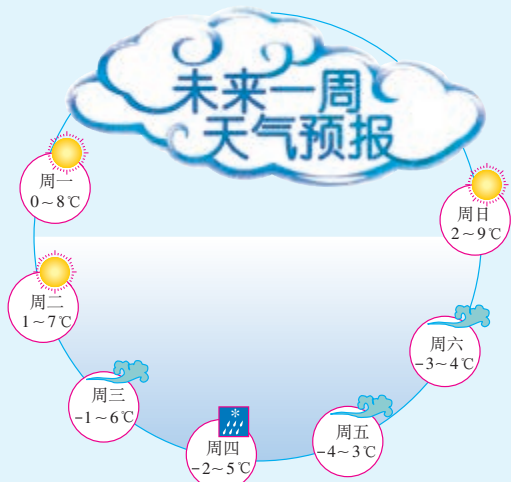 未来一周
天气预报
周一
0～8℃
周二
1～7℃
周三
-1～6℃
周四
-2～5℃
周五
-4～3℃
周六
-3～4℃
周日
2～9℃